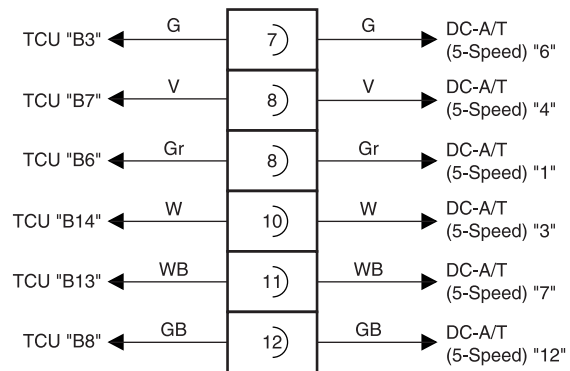 TCU "B3" G 7 G DC-A/T
(5-Speed) "6"
TCU "B7" V 8 V DC-A/T
(5-Speed) "4"
TCU "B6" Gr 8 Gr DC-A/T
(5-Speed) "1"
TCU "B14" W 10 W DC-A/T
(5-Speed) "3"
TCU "B13" WB 11 WB DC-A/T
(5-Speed) "7"
TCU "B8" GB 12 GB DC-A/T
(5-Speed) "12"